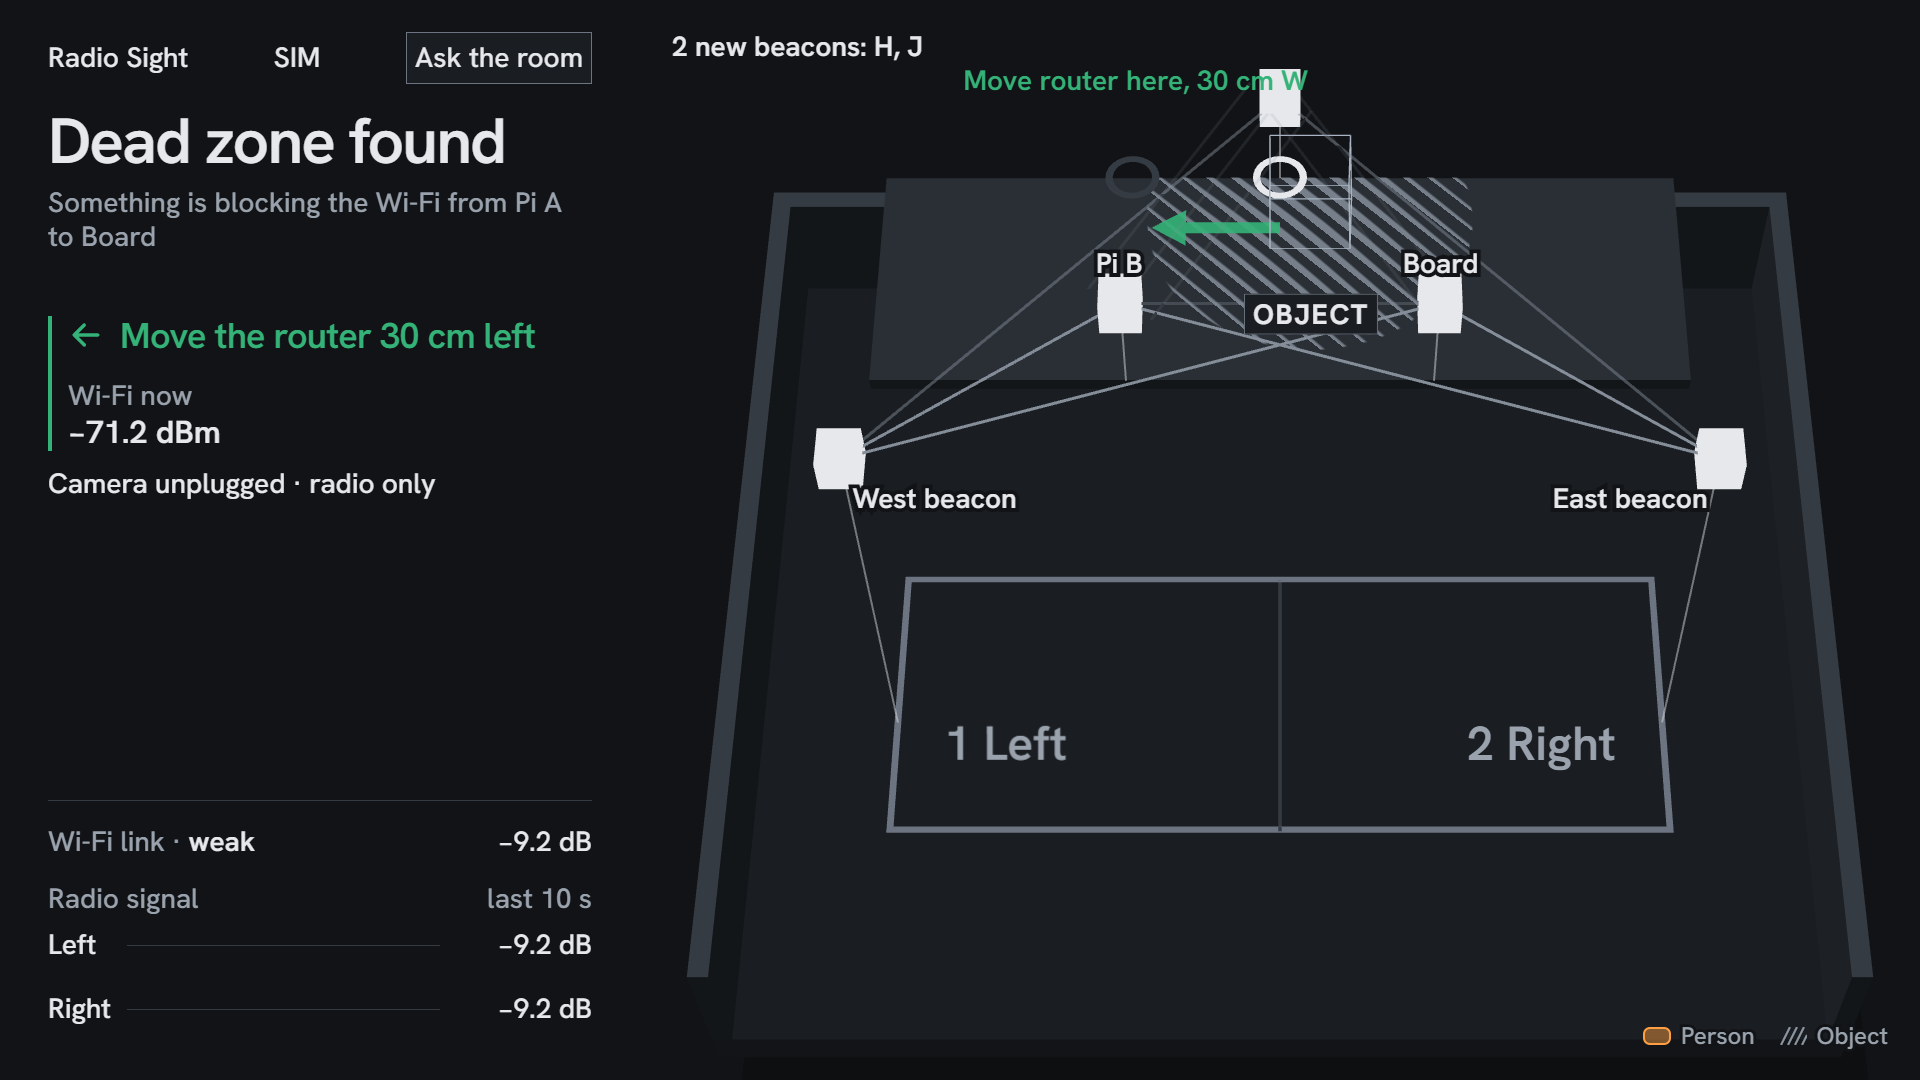 Radio Sight
SIM
Ask the room
Dead zone found
Something is blocking the Wi-Fi from Pi A
to Board
← Move the router 30 cm left
Wi-Fi now
−71.2 dBm
Camera unplugged · radio only
Wi-Fi link · weak −9.2 dB
Radio signal last 10 s
Left −9.2 dB
Right −9.2 dB
2 new beacons: H, J
Move router here, 30 cm W
Pi B
Board
OBJECT
West beacon
East beacon
1 Left
2 Right
Person
Object